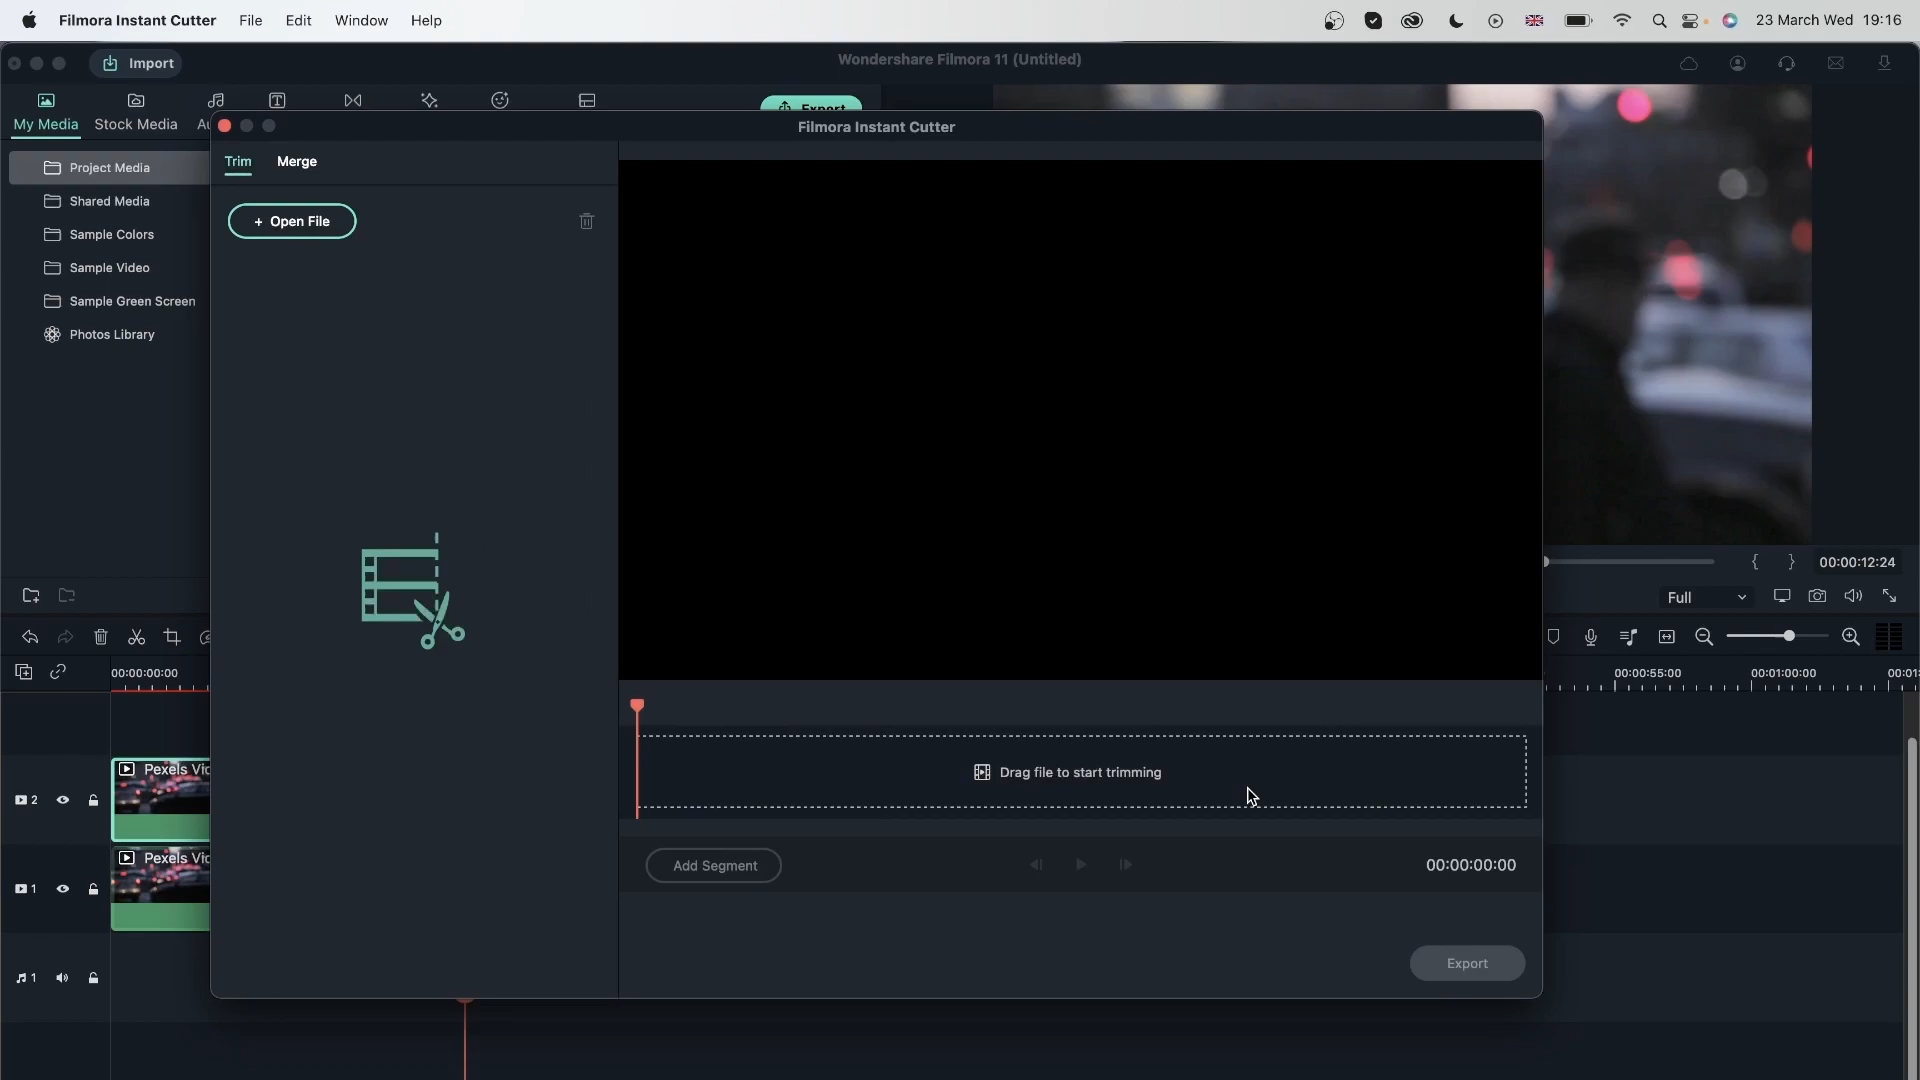 Filmora Instant Cutter File Edit Window Help 23 March Wed 19:16
Import Wondershare Filmora 11 (Untitled)
My Media Stock Media Au
Export
Filmora Instant Cutter
Trim Merge
Project Media
Shared Media
Sample Colors
Sample Video
Sample Green Screen
Photos Library
+ Open File
{ } 00:00:12:24
Full
00:00:00:00
00:00:55:00 00:01:00:00 00:01:
Drag file to start trimming
Pexels Vid
2
Pexels Vid
1
Add Segment 00:00:00:00
Export
1